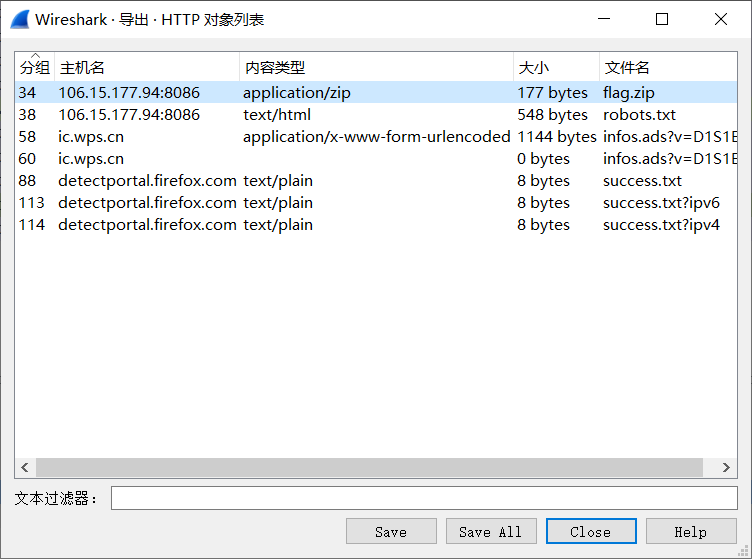 Wireshark · 导出 · HTTP 对象列表
分组 主机名 内容类型 大小 文件名
34 106.15.177.94:8086 application/zip 177 bytes flag.zip
38 106.15.177.94:8086 text/html 548 bytes robots.txt
58 ic.wps.cn application/x-www-form-urlencoded 1144 bytes infos.ads?v=D1S1E
60 ic.wps.cn 0 bytes infos.ads?v=D1S1E
88 detectportal.firefox.com text/plain 8 bytes success.txt
113 detectportal.firefox.com text/plain 8 bytes success.txt?ipv6
114 detectportal.firefox.com text/plain 8 bytes success.txt?ipv4
文本过滤器：
Save Save All Close Help